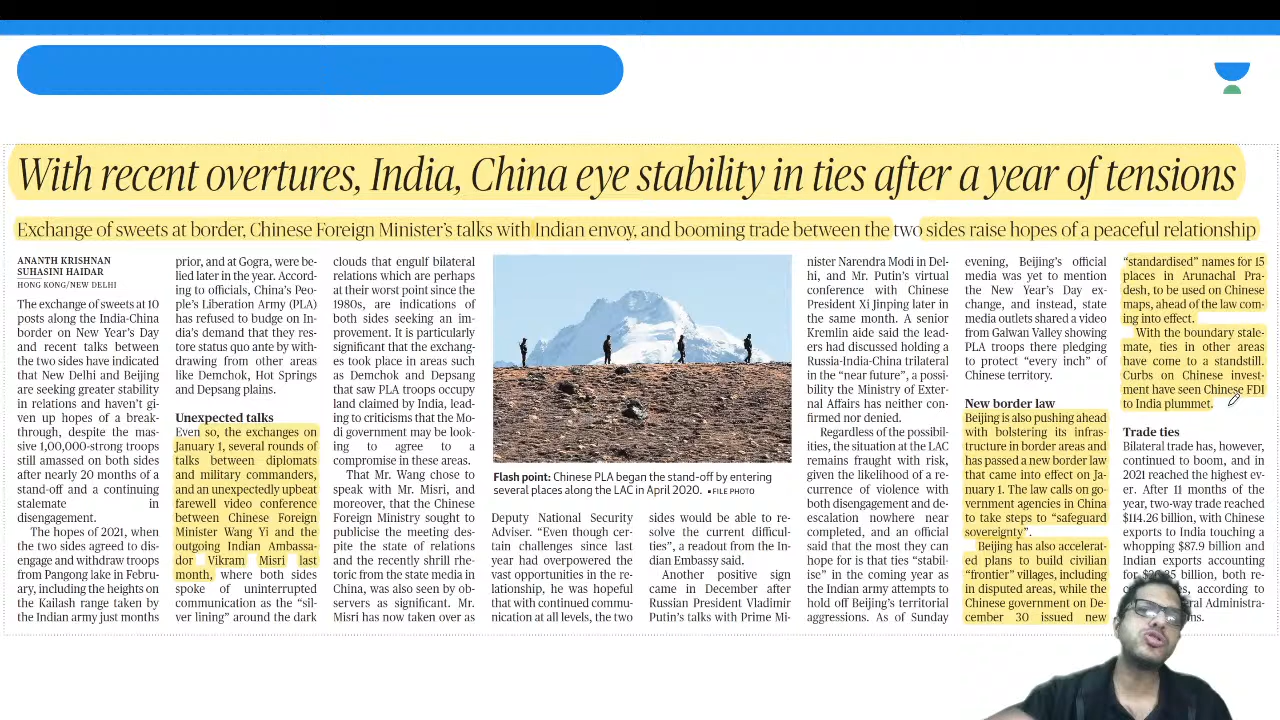 With recent overtures, India, China eye stability in ties after a year of tensions
Exchange of sweets at border, Chinese Foreign Minister's talks with Indian envoy, and booming trade between the two sides raise hopes of a peaceful relationship
ANANTH KRISHNAN
SUHASINI HAIDAR
HONG KONG/NEW DELHI
The exchange of sweets at 10
posts along the India-China
border on New Year's Day
and recent talks between
the two sides have indicated
that New Delhi and Beijing
are seeking greater stability
in relations and haven't gi-
ven up hopes of a break-
through, despite the mas-
sive 1,00,000-strong troops
still amassed on both sides
after nearly 20 months of a
stand-off and a continuing
stalemate in
disengagement.
The hopes of 2021, when
the two sides agreed to dis-
engage and withdraw troops
from Pangong lake in Febru-
ary, including the heights on
the Kailash range taken by
the Indian army just months
prior, and at Gogra, were be-
lied later in the year. Accord-
ing to officials, China's Peo-
ple's Liberation Army (PLA)
has refused to budge on In-
dia's demand that they res-
tore status quo ante by with-
drawing from other areas
like Demchok, Hot Springs
and Depsang plains.
Unexpected talks
Even so, the exchanges on
January 1, several rounds of
talks between diplomats
and military commanders,
and an unexpectedly upbeat
farewell video conference
between Chinese Foreign
Minister Wang Yi and the
outgoing Indian Ambassa-
dor Vikram Misri last
month, where both sides
spoke of uninterrupted
communication as the "sil-
ver lining" around the dark
clouds that engulf bilateral
relations which are perhaps
at their worst point since the
1980s, are indications of
both sides seeking an im-
provement. It is particularly
significant that the exchang-
es took place in areas such
as Demchok and Depsang
that saw PLA troops occupy
land claimed by India, lead-
ing to criticisms that the Mo-
di government may be look-
ing to agree to a
compromise in these areas.
That Mr. Wang chose to
speak with Mr. Misri, and
moreover, that the Chinese
Foreign Ministry sought to
publicise the meeting des-
pite the state of relations
and the recently shrill rhe-
toric from the state media in
China, was also seen by ob-
servers as significant. Mr.
Misri has now taken over as
Flash point: Chinese PLA began the stand-off by entering
several places along the LAC in April 2020. ▪FILE PHOTO
Deputy National Security
Adviser. "Even though cer-
tain challenges since last
year had overpowered the
vast opportunities in the re-
lationship, he was hopeful
that with continued commu-
nication at all levels, the two
sides would be able to re-
solve the current difficul-
ties", a readout from the In-
dian Embassy said.
Another positive sign
came in December after
Russian President Vladimir
Putin's talks with Prime Mi-
nister Narendra Modi in Del-
hi, and Mr. Putin's virtual
conference with Chinese
President Xi Jinping later in
the same month. A senior
Kremlin aide said the lead-
ers had discussed holding a
Russia-India-China trilateral
in the "near future", a possi-
bility the Ministry of Exter-
nal Affairs has neither con-
firmed nor denied.
Regardless of the possibil-
ities, the situation at the LAC
remains fraught with risk,
given the likelihood of a re-
currence of violence with
both disengagement and de-
escalation nowhere near
completed, and an official
said that the most they can
hope for is that ties "stabil-
ise" in the coming year as
the Indian army attempts to
hold off Beijing's territorial
aggressions. As of Sunday
evening, Beijing's official
media was yet to mention
the New Year's Day ex-
change, and instead, state
media outlets shared a video
from Galwan Valley showing
PLA troops there pledging
to protect "every inch" of
Chinese territory.
New border law
Beijing is also pushing ahead
with bolstering its infras-
tructure in border areas and
has passed a new border law
that came into effect on Ja-
nuary 1. The law calls on go-
vernment agencies in China
to take steps to "safeguard
sovereignty".
Beijing has also accelerat-
ed plans to build civilian
"frontier" villages, including
in disputed areas, while the
Chinese government on De-
cember 30 issued new
"standardised" names for 15
places in Arunachal Pra-
desh, to be used on Chinese
maps, ahead of the law com-
ing into effect.
With the boundary stale-
mate, ties in other areas
have come to a standstill.
Curbs on Chinese invest-
ment have seen Chinese FDI
to India plummet.
Trade ties
Bilateral trade has, however,
continued to boom, and in
2021 reached the highest ev-
er. After 11 months of the
year, two-way trade reached
$114.26 billion, with Chinese
exports to India touching a
whopping $87.9 billion and
Indian exports accounting
for billion, both re-
according to
Administra-